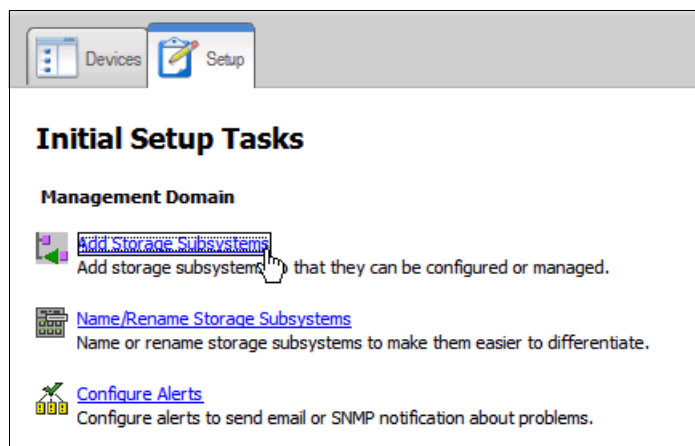 Devices
Setup
Initial Setup Tasks
Management Domain
Add Storage Subsystems
Add storage subsystems that they can be configured or managed.
Name/Rename Storage Subsystems
Name or rename storage subsystems to make them easier to differentiate.
Configure Alerts
Configure alerts to send email or SNMP notification about problems.